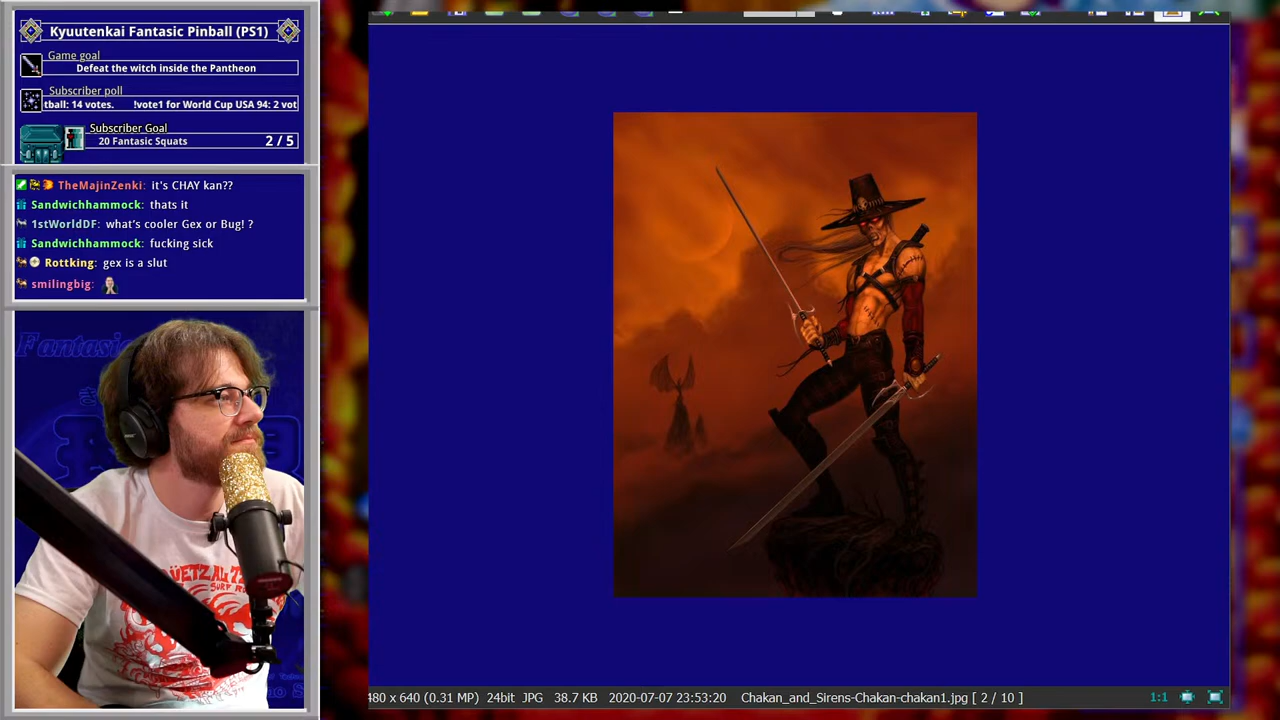 Kyuutenkai Fantasic Pinball (PS1)
Game goal
Defeat the witch inside the Pantheon
Subscriber poll
tball: 14 votes. !vote1 for World Cup USA 94: 2 vot
Subscriber Goal
20 Fantasic Squats 2 / 5
TheMajinZenki: it's CHAY kan??
Sandwichhammock: thats it
1stWorldDF: what's cooler Gex or Bug! ?
Sandwichhammock: fucking sick
Rottking: gex is a slut
smilingbig:
Fantasic
SURF
480 x 640 (0.31 MP) 24bit JPG 38.7 KB 2020-07-07 23:55:20 Chakan_and_Sirens-Chakan-chakan1.jpg [ 2 / 10 ] 1:1